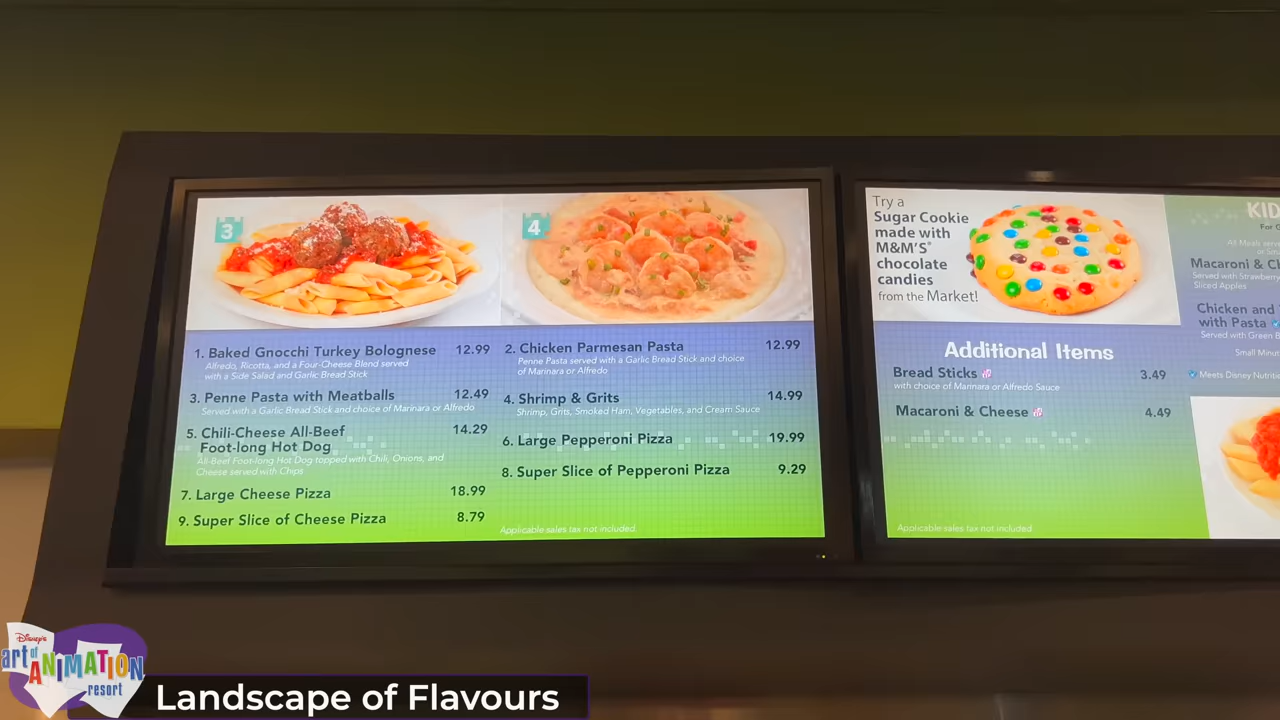 3
4
1. Baked Gnocchi Turkey Bolognese 12.99
Alfredo, Ricotta, and a Four-Cheese Blend served
with a Side Salad and Garlic Bread Stick
2. Chicken Parmesan Pasta 12.99
Penne Pasta served with a Garlic Bread Stick and choice
of Marinara or Alfredo
3. Penne Pasta with Meatballs 12.49
Served with a Garlic Bread Stick and choice of Marinara or Alfredo
4. Shrimp & Grits 14.99
Shrimp, Grits, Smoked Ham, Vegetables, and Cream Sauce
5. Chili-Cheese All-Beef
Foot-long Hot Dog 14.29
All-Beef Foot-long Hot Dog topped with Chili, Onions, and
Cheese served with Chips
6. Large Pepperoni Pizza 19.99
7. Large Cheese Pizza 18.99
8. Super Slice of Pepperoni Pizza 9.29
9. Super Slice of Cheese Pizza 8.79
Applicable sales tax not included.
Try a
Sugar Cookie
made with
M&M'S®
chocolate
candies
from the Market!
Additional Items
Bread Sticks 3.49
with choice of Marinara or Alfredo Sauce
Macaroni & Cheese 4.49
Applicable sales tax not included
KID
For
All Meals
Macaroni & Ch
Served with Strawberry
Sliced Apples
Chicken and
with Pasta
Served with Green B
Small Minut
Meets Disney Nutritio
Disney's
art of
ANIMATION
resort
Landscape of Flavours